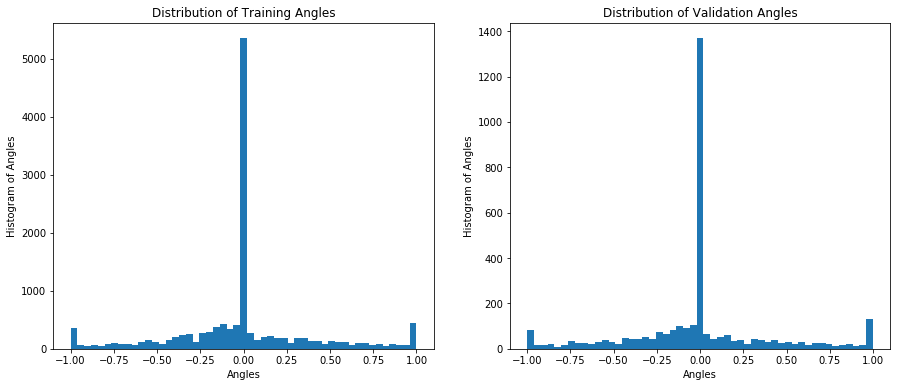 Distribution of Training Angles
Histogram of Angles
5000
4000
3000
2000
1000
0
−1.00 −0.75 −0.50 −0.25 0.00 0.25 0.50 0.75 1.00
Angles
Distribution of Validation Angles
Histogram of Angles
1400
1200
1000
800
600
400
200
0
−1.00 −0.75 −0.50 −0.25 0.00 0.25 0.50 0.75 1.00
Angles